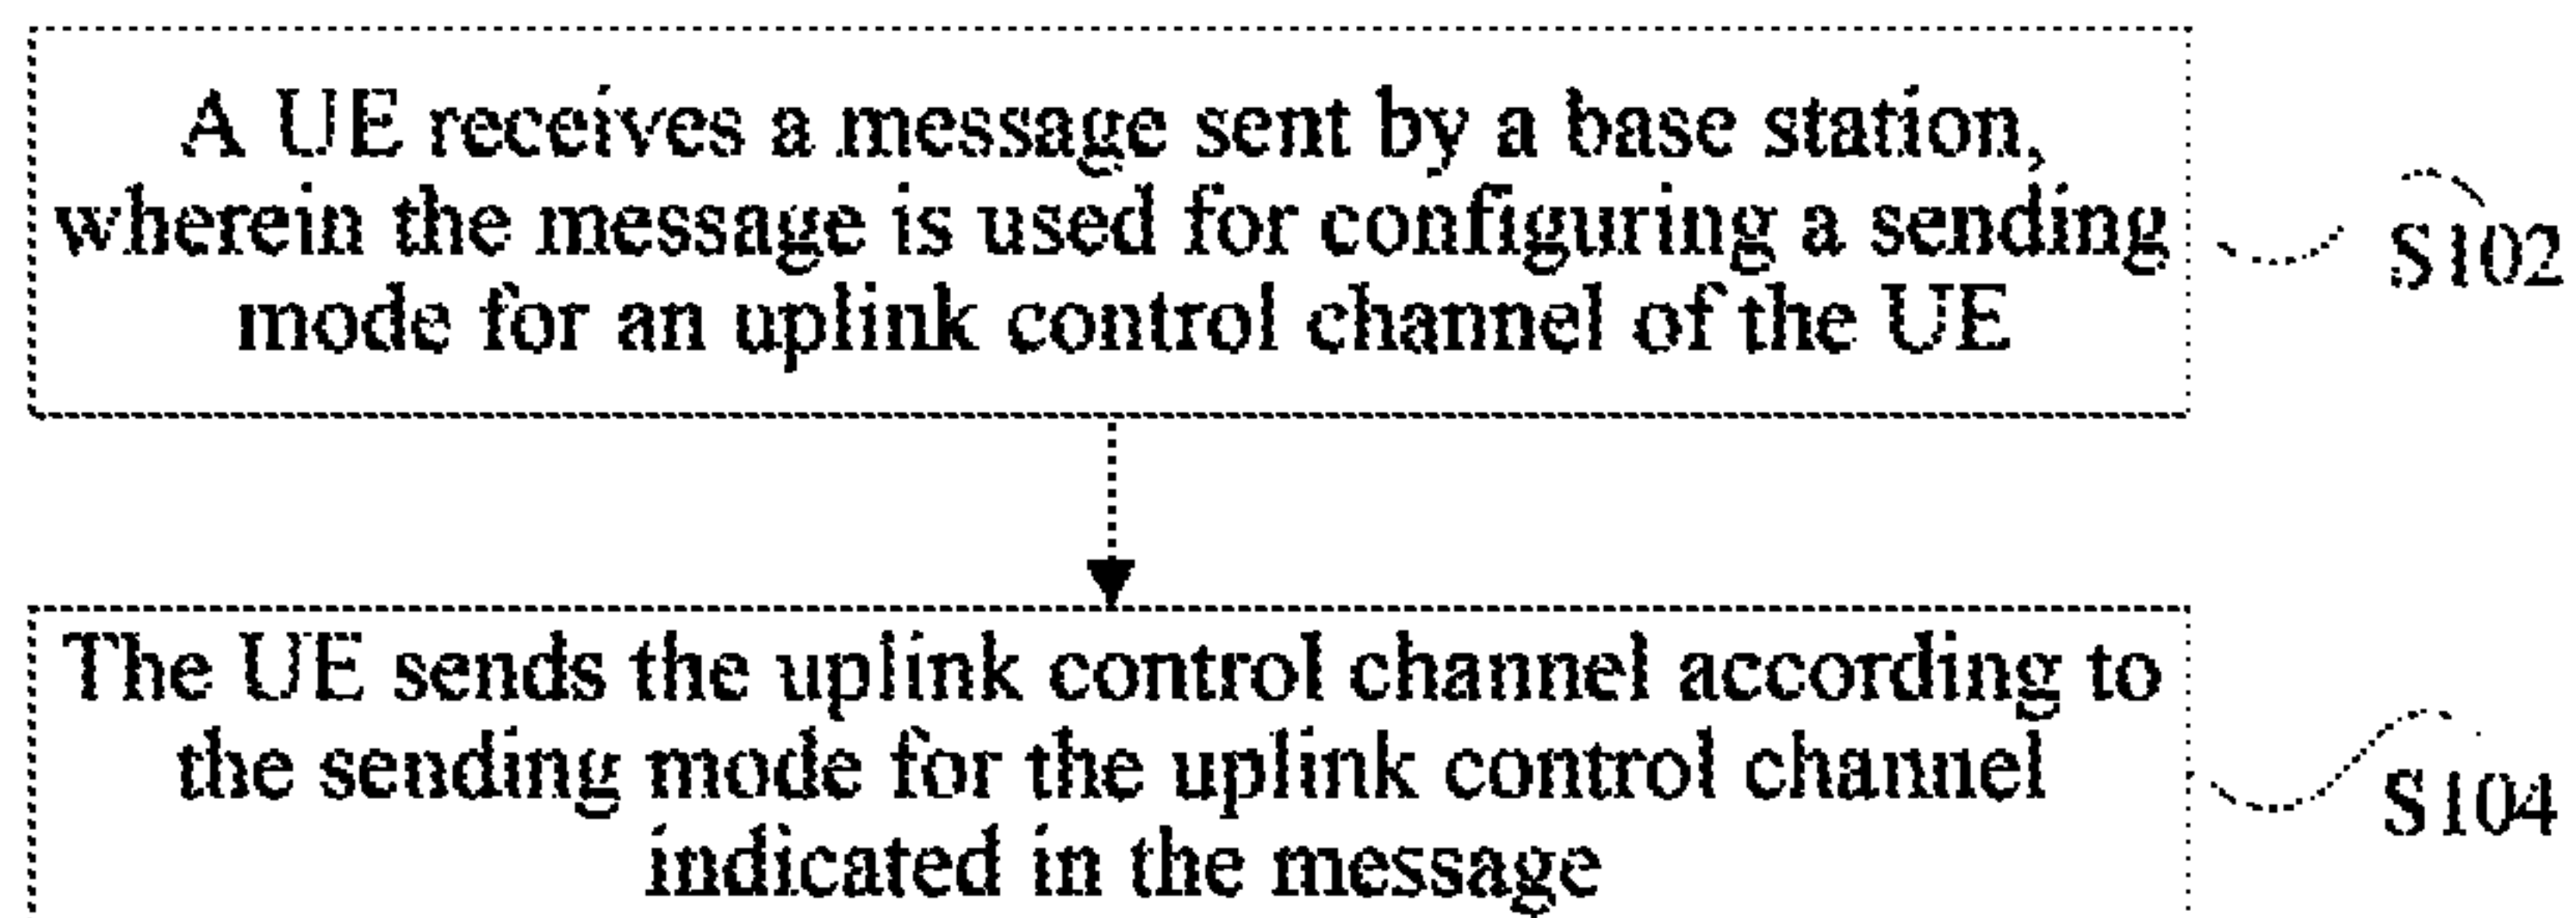 A UE receives a message sent by a base station,
wherein the message is used for configuring a sending
mode for an uplink control channel of the UE
S102
The UE sends the uplink control channel according to
the sending mode for the uplink control channel
indicated in the message
S104